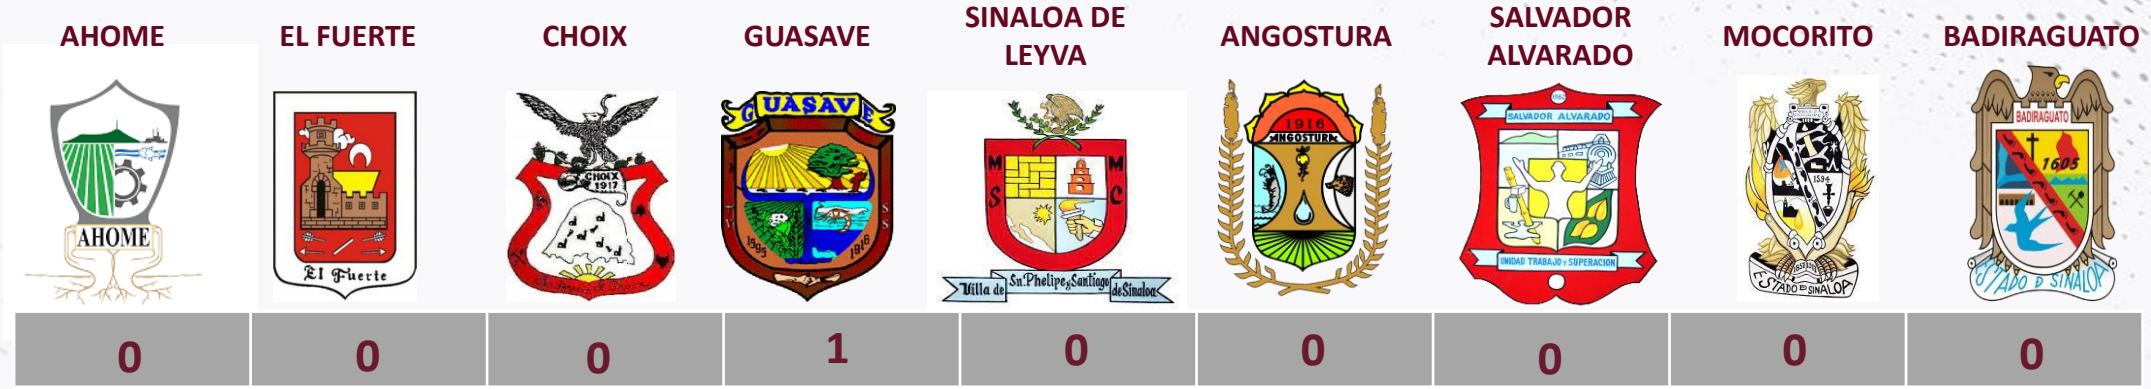 AHOME
EL FUERTE
CHOIX
GUASAVE
SINALOA DE
LEYVA
ANGOSTURA
SALVADOR
ALVARADO
MOCORITO
BADIRAGUATO
AHOME
El Fuerte
CHOIX
1917
GUASAVE
1595
1916
M M
S C
Villa de Sn. Phelipe y Santiago de Sinaloa
1916
ANGOSTURA
1962
SALVADOR ALVARADO
UNIDAD TRABAJO Y SUPERACION
1594
ESTADO D SINALOA
BADIRAGUATO
1605
ESTADO D SINALOA
0 0 0 1 0 0 0 0 0